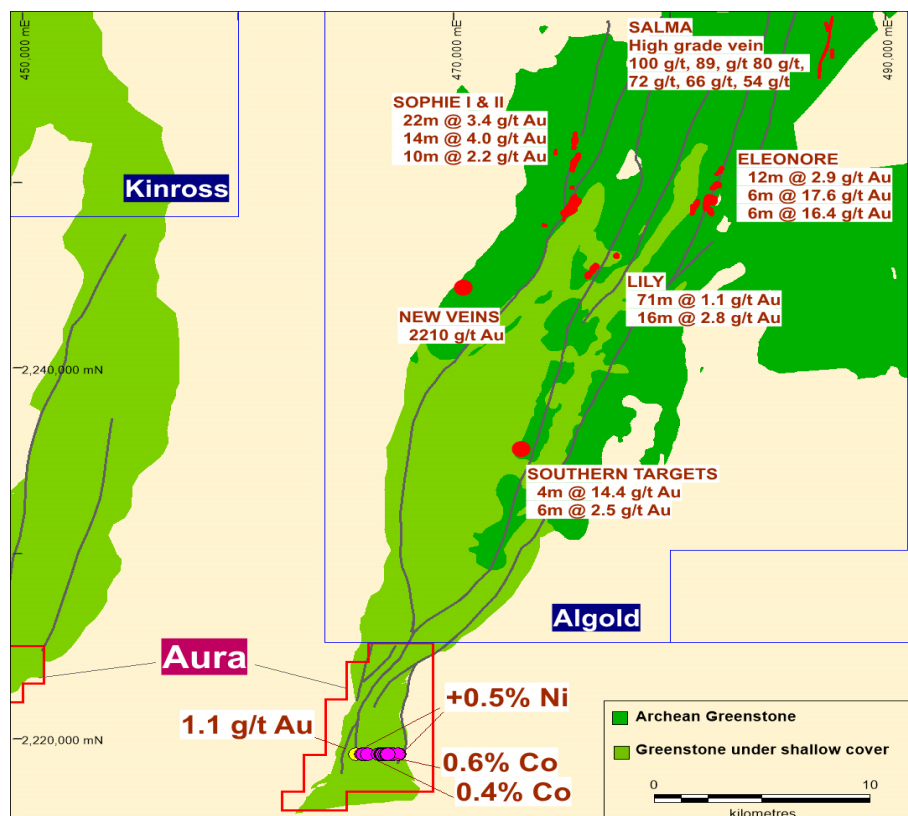 450,000 mE
470,000 mE
490,000 mE
SALMA
High grade vein
100 g/t, 89, g/t 80 g/t,
72 g/t, 66 g/t, 54 g/t
SOPHIE I & II
22m @ 3.4 g/t Au
14m @ 4.0 g/t Au
10m @ 2.2 g/t Au
Kinross
ELEONORE
12m @ 2.9 g/t Au
6m @ 17.6 g/t Au
6m @ 16.4 g/t Au
LILY
71m @ 1.1 g/t Au
16m @ 2.8 g/t Au
NEW VEINS
2210 g/t Au
2,240,000 mN
SOUTHERN TARGETS
4m @ 14.4 g/t Au
6m @ 2.5 g/t Au
Algold
Aura
+0.5% Ni
1.1 g/t Au
2,220,000 mN
0.6% Co
0.4% Co
Archean Greenstone
Greenstone under shallow cover
0 10
kilometres